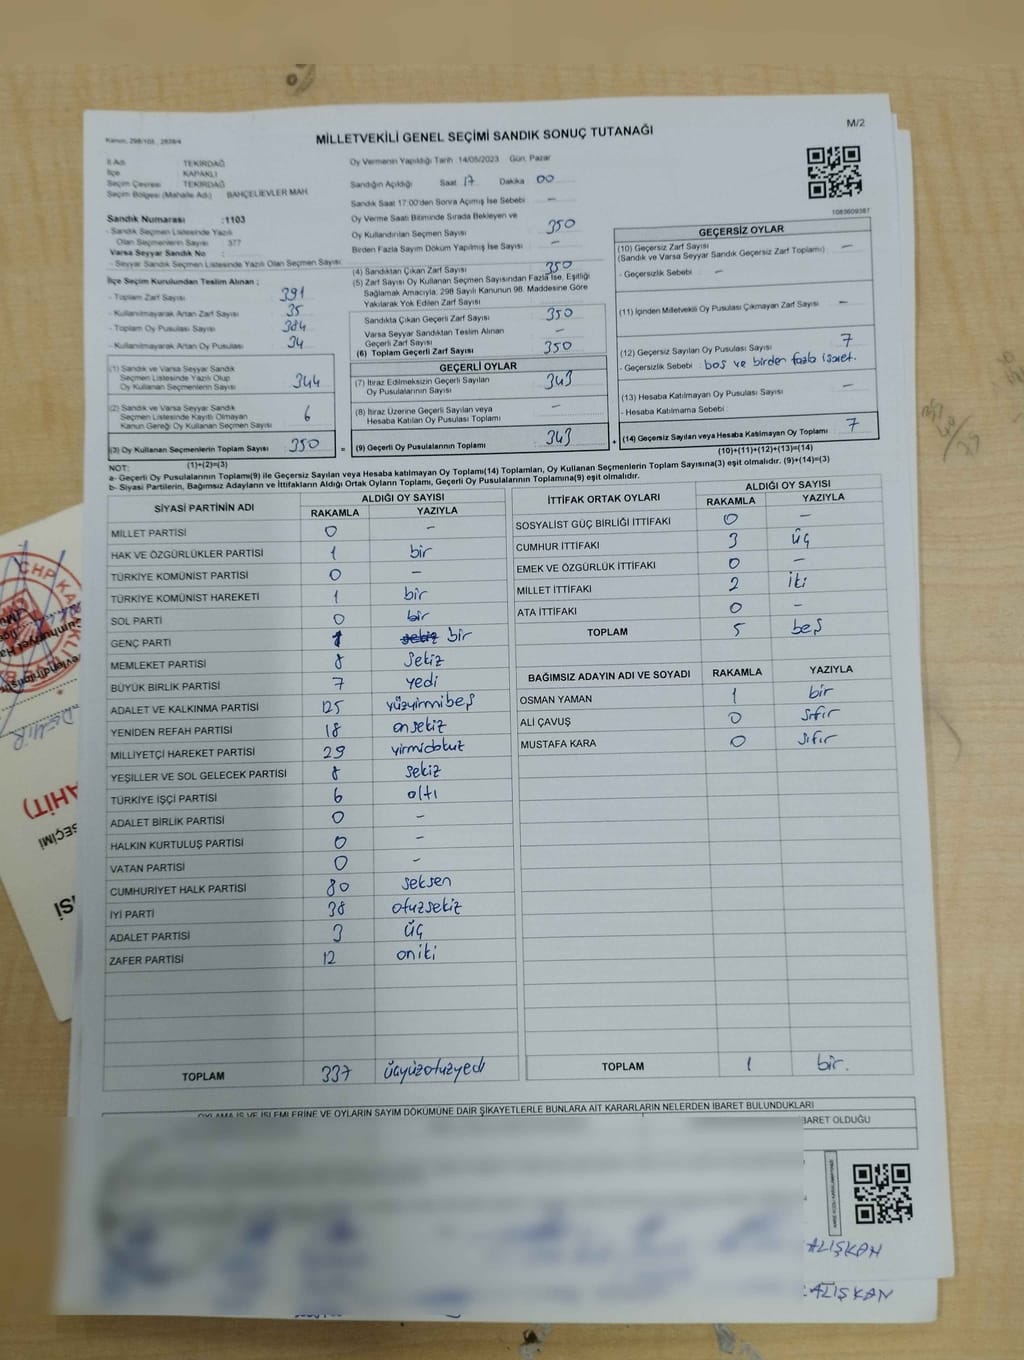 Kanun, 298/105, 2839/4
MİLLETVEKİLİ GENEL SEÇİMİ SANDIK SONUÇ TUTANAĞI
M/2
İl Adı TEKİRDAĞ
İlçe KAPAKLI
Seçim Çevresi TEKİRDAĞ
Seçim Bölgesi (Mahalle Adı) BAHÇELİEVLER MAH.
Sandık Numarası :1103
- Sandık Seçmen Listesinde Yazılı
Olan Seçmenlerin Sayısı 377
Varsa Seyyar Sandık No
- Seyyar Sandık Seçmen Listesinde Yazılı Olan Seçmen Sayısı
İlçe Seçim Kurulundan Teslim Alınan ;
- Toplam Zarf Sayısı 391
- Kullanılmayarak Artan Zarf Sayısı 35
- Toplam Oy Pusulası Sayısı 384
- Kullanılmayarak Artan Oy Pusulası 34
(1) Sandık ve Varsa Seyyar Sandık
Seçmen Listesinde Yazılı Olup
Oy Kullanan Seçmenlerin Sayısı 344
(2) Sandık ve Varsa Seyyar Sandık
Seçmen Listesinde Kayıtlı Olmayan
Kanun Gereği Oy Kullanan Seçmen Sayısı 6
(3) Oy Kullanan Seçmenlerin Toplam Sayısı 350 =
(1)+(2)=(3)
Oy Vermenin Yapıldığı Tarih :14/05/2023 Gün: Pazar
Sandığın Açıldığı Saat 17 Dakika 00
Sandık Saat 17:00'den Sonra Açılmış İse Sebebi –
Oy Verme Saati Bitiminde Sırada Bekleyen ve
Oy Kullandırılan Seçmen Sayısı 350
Birden Fazla Sayım Döküm Yapılmış İse Sayısı –
(4) Sandıktan Çıkan Zarf Sayısı 350
(5) Zarf Sayısı Oy Kullanan Seçmen Sayısından Fazla İse, Eşitliği
Sağlamak Amacıyla, 298 Sayılı Kanunun 98. Maddesine Göre
Yakılarak Yok Edilen Zarf Sayısı
Sandıkta Çıkan Geçerli Zarf Sayısı 350
Varsa Seyyar Sandıktan Teslim Alınan
Geçerli Zarf Sayısı –
(6) Toplam Geçerli Zarf Sayısı 350
GEÇERLİ OYLAR
(7) İtiraz Edilmeksizin Geçerli Sayılan
Oy Pusulalarının Sayısı 343
(8) İtiraz Üzerine Geçerli Sayılan veya
Hesaba Katılan Oy Pusulası Toplamı –
(9) Geçerli Oy Pusulalarının Toplamı 343 +
1083609387
GEÇERSİZ OYLAR
(10) Geçersiz Zarf Sayısı –
(Sandık ve Varsa Seyyar Sandık Geçersiz Zarf Toplamı)
- Geçersizlik Sebebi –
(11) İçinden Milletvekili Oy Pusulası Çıkmayan Zarf Sayısı –
(12) Geçersiz Sayılan Oy Pusulası Sayısı 7
- Geçersizlik Sebebi boş ve birden fazla işaret.
(13) Hesaba Katılmayan Oy Pusulası Sayısı –
- Hesaba Katılmama Sebebi
(14) Geçersiz Sayılan veya Hesaba Katılmayan Oy Toplamı 7
(10)+(11)+(12)+(13)=(14)
NOT:
a- Geçerli Oy Pusulalarının Toplamı(9) ile Geçersiz Sayılan veya Hesaba katılmayan Oy Toplamı(14) Toplamları, Oy Kullanan Seçmenlerin Toplam Sayısına(3) eşit olmalıdır. (9)+(14)=(3)
b- Siyasi Partilerin, Bağımsız Adayların ve İttifakların Aldığı Ortak Oyların Toplamı, Geçerli Oy Pusulalarının Toplamına(9) eşit olmalıdır.
SİYASİ PARTİNİN ADI ALDIĞI OY SAYISI
RAKAMLA YAZIYLA
MİLLET PARTİSİ 0 –
HAK VE ÖZGÜRLÜKLER PARTİSİ 1 bir
TÜRKİYE KOMÜNİST PARTİSİ 0 –
TÜRKİYE KOMÜNİST HAREKETİ 1 bir
SOL PARTİ 0 bir
GENÇ PARTİ 1 sekiz bir
MEMLEKET PARTİSİ 8 sekiz
BÜYÜK BİRLİK PARTİSİ 7 yedi
ADALET VE KALKINMA PARTİSİ 125 yüzyirmibeş
YENİDEN REFAH PARTİSİ 18 onsekiz
MİLLİYETÇİ HAREKET PARTİSİ 29 yirmidokuz
YEŞİLLER VE SOL GELECEK PARTİSİ 8 sekiz
TÜRKİYE İŞÇİ PARTİSİ 6 altı
ADALET BİRLİK PARTİSİ 0 –
HALKIN KURTULUŞ PARTİSİ 0 –
VATAN PARTİSİ 0 –
CUMHURİYET HALK PARTİSİ 80 seksen
İYİ PARTİ 38 otuzsekiz
ADALET PARTİSİ 3 üç
ZAFER PARTİSİ 12 oniki
TOPLAM 337 üçyüzotuzyedi
İTTİFAK ORTAK OYLARI ALDIĞI OY SAYISI
RAKAMLA YAZIYLA
SOSYALİST GÜÇ BİRLİĞİ İTTİFAKI 0 –
CUMHUR İTTİFAKI 3 üç
EMEK VE ÖZGÜRLÜK İTTİFAKI 0 –
MİLLET İTTİFAKI 2 iki
ATA İTTİFAKI 0 –
TOPLAM 5 beş
BAĞIMSIZ ADAYIN ADI VE SOYADI RAKAMLA YAZIYLA
OSMAN YAMAN 1 bir
ALİ ÇAVUŞ 0 sıfır
MUSTAFA KARA 0 sıfır
TOPLAM 1 bir.
OYLAMA İŞ VE İŞLEMLERİNE VE OYLARIN SAYIM DÖKÜMÜNE DAİR ŞİKAYETLERLE BUNLARA AİT KARARLARIN NELERDEN İBARET BULUNDUKLARI
BARET OLDUĞU
ALIŞKAN
ALIŞKAN
CHP KA